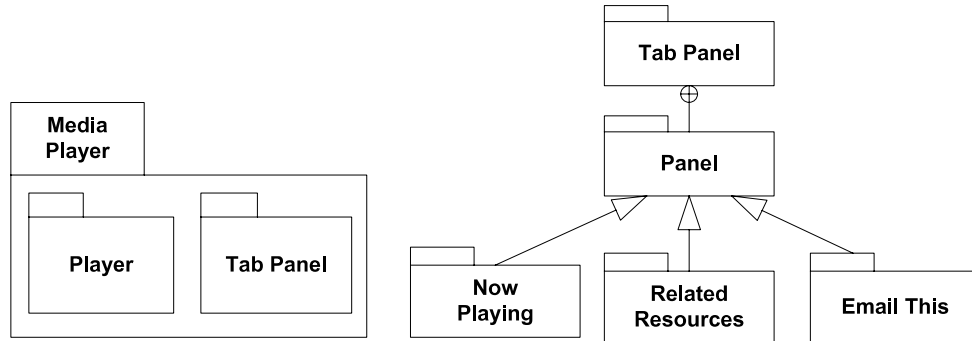 Media
Player
Player
Tab Panel
Tab Panel
Panel
Now
Playing
Related
Resources
Email This